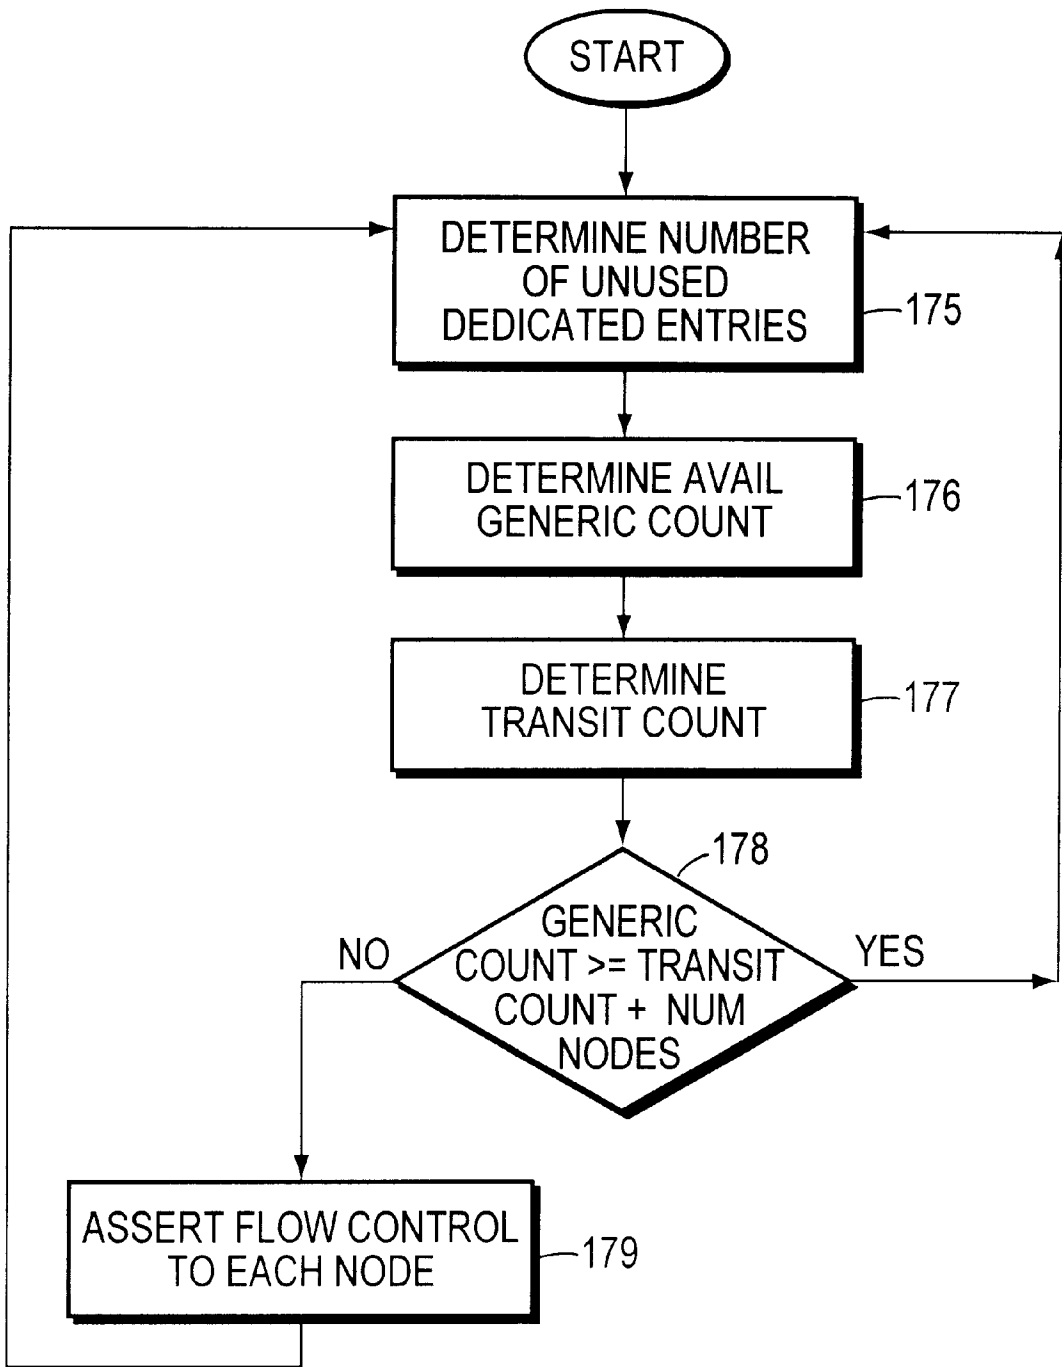 START
DETERMINE NUMBER
OF UNUSED
DEDICATED ENTRIES
175
DETERMINE AVAIL
GENERIC COUNT
176
DETERMINE
TRANSIT COUNT
177
178
GENERIC
COUNT >= TRANSIT
COUNT + NUM
NODES
NO
YES
ASSERT FLOW CONTROL
TO EACH NODE
179